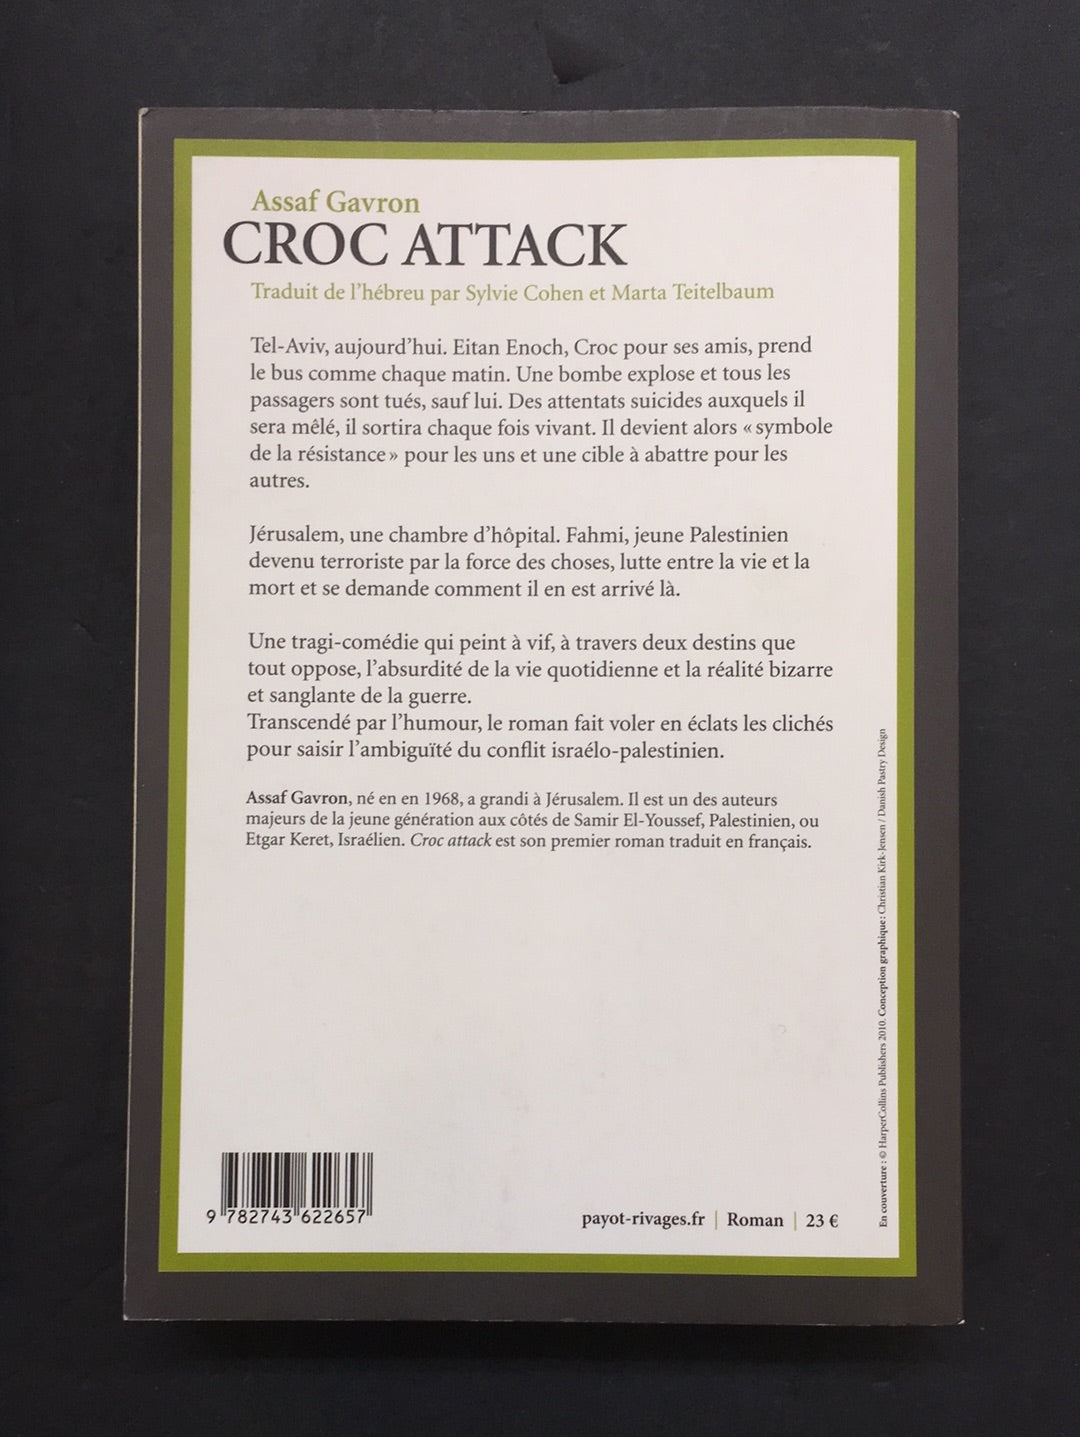 Assaf Gavron
CROC ATTACK
Traduit de l'hébreu par Sylvie Cohen et Marta Teitelbaum
Tel-Aviv, aujourd'hui. Eitan Enoch, Croc pour ses amis, prend
le bus comme chaque matin. Une bombe explose et tous les
passagers sont tués, sauf lui. Des attentats suicides auxquels il
sera mêlé, il sortira chaque fois vivant. Il devient alors « symbole
de la résistance » pour les uns et une cible à abattre pour les
autres.
Jérusalem, une chambre d'hôpital. Fahmi, jeune Palestinien
devenu terroriste par la force des choses, lutte entre la vie et la
mort et se demande comment il en est arrivé là.
Une tragi-comédie qui peint à vif, à travers deux destins que
tout oppose, l'absurdité de la vie quotidienne et la réalité bizarre
et sanglante de la guerre.
Transcendé par l'humour, le roman fait voler en éclats les clichés
pour saisir l'ambiguïté du conflit israélo-palestinien.
Assaf Gavron, né en en 1968, a grandi à Jérusalem. Il est un des auteurs
majeurs de la jeune génération aux côtés de Samir El-Youssef, Palestinien, ou
Etgar Keret, Israélien. Croc attack est son premier roman traduit en français.
En couverture : © HarperCollins Publishers 2010. Conception graphique : Christian Kirk-Jensen / Danish Pastry Design
9 782743 622657
payot-rivages.fr | Roman | 23 €